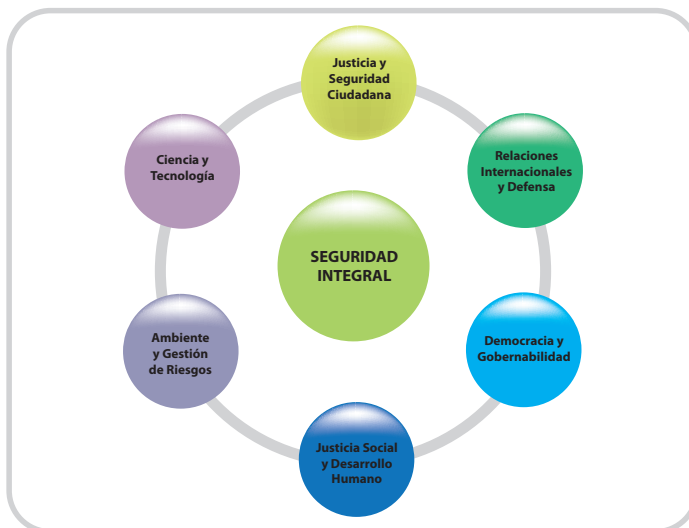 Justicia y
Seguridad
Ciudadana
Relaciones
Internacionales
y Defensa
Democracia y
Gobernabilidad
Justicia Social
y Desarrollo
Humano
Ambiente
y Gestión
de Riesgos
Ciencia y
Tecnología
SEGURIDAD
INTEGRAL